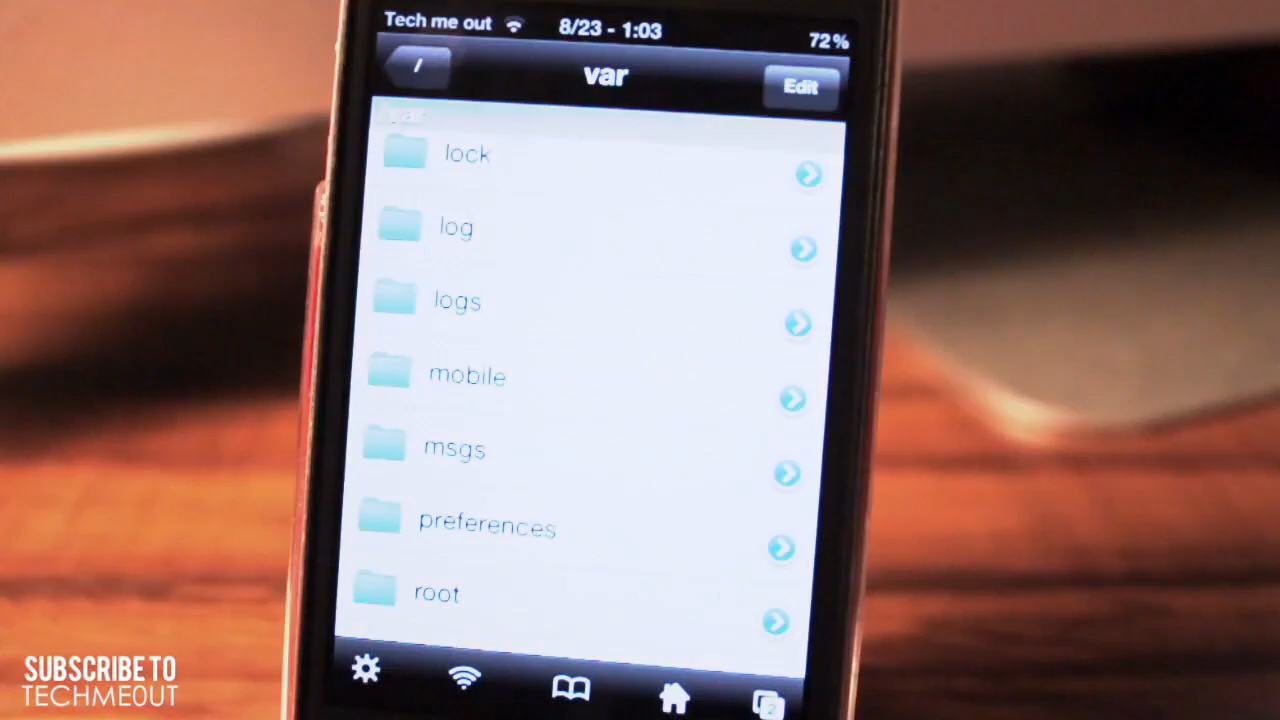 Tech me out 8/23 - 1:03 72%
/ var Edit
lock
log
logs
mobile
msgs
preferences
root
2
SUBSCRIBE TO
TECHMEOUT